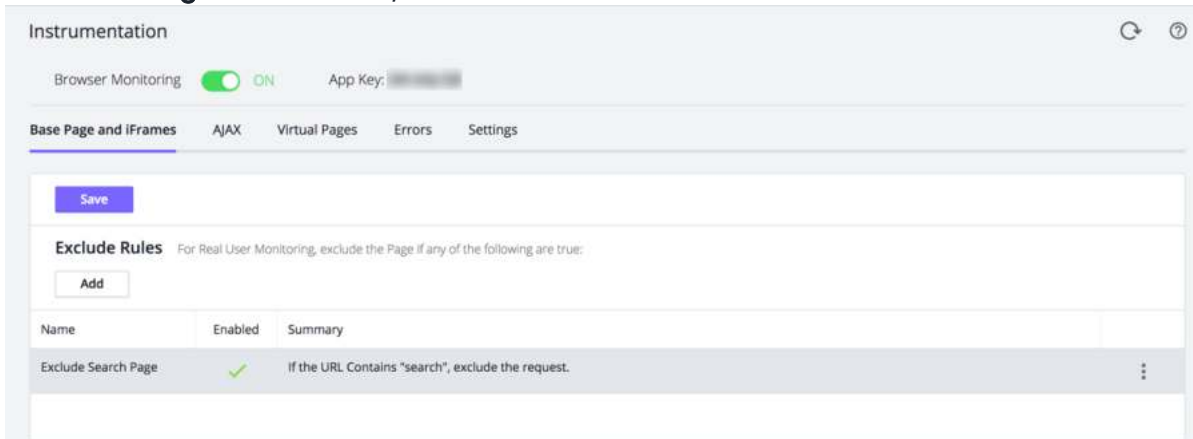 Instrumentation
Browser Monitoring ON App Key:
Base Page and iFrames AJAX Virtual Pages Errors Settings
Save
Exclude Rules For Real User Monitoring, exclude the Page if any of the following are true:
Add
Name Enabled Summary
Exclude Search Page If the URL Contains "search", exclude the request.